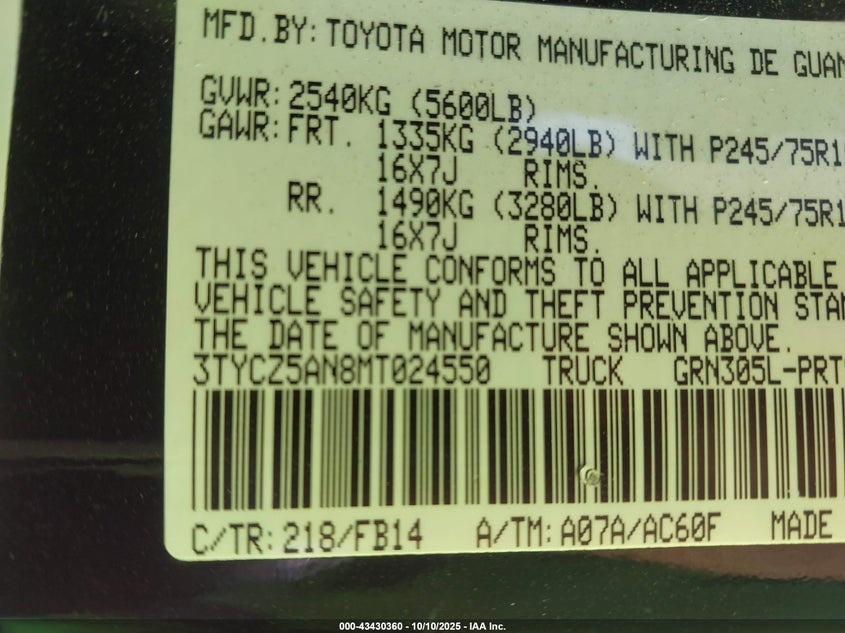 MFD.BY: TOYOTA MOTOR MANUFACTURING DE GUAN
GVWR: 2540KG (5600LB)
GAWR: FRT. 1335KG (2940LB) WITH P245/75R1
16X7J RIMS.
RR. 1490KG (3280LB) WITH P245/75R1
16X7J RIMS.
THIS VEHICLE CONFORMS TO ALL APPLICABLE
VEHICLE SAFETY AND THEFT PREVENTION STAN
THE DATE OF MANUFACTURE SHOWN ABOVE.
3TYCZ5AN8MT024550 TRUCK GRN305L-PRT
C/TR: 218/FB14 A/TM: A07A/AC60F MADE
000-43430360 - 10/10/2025 - IAA Inc.